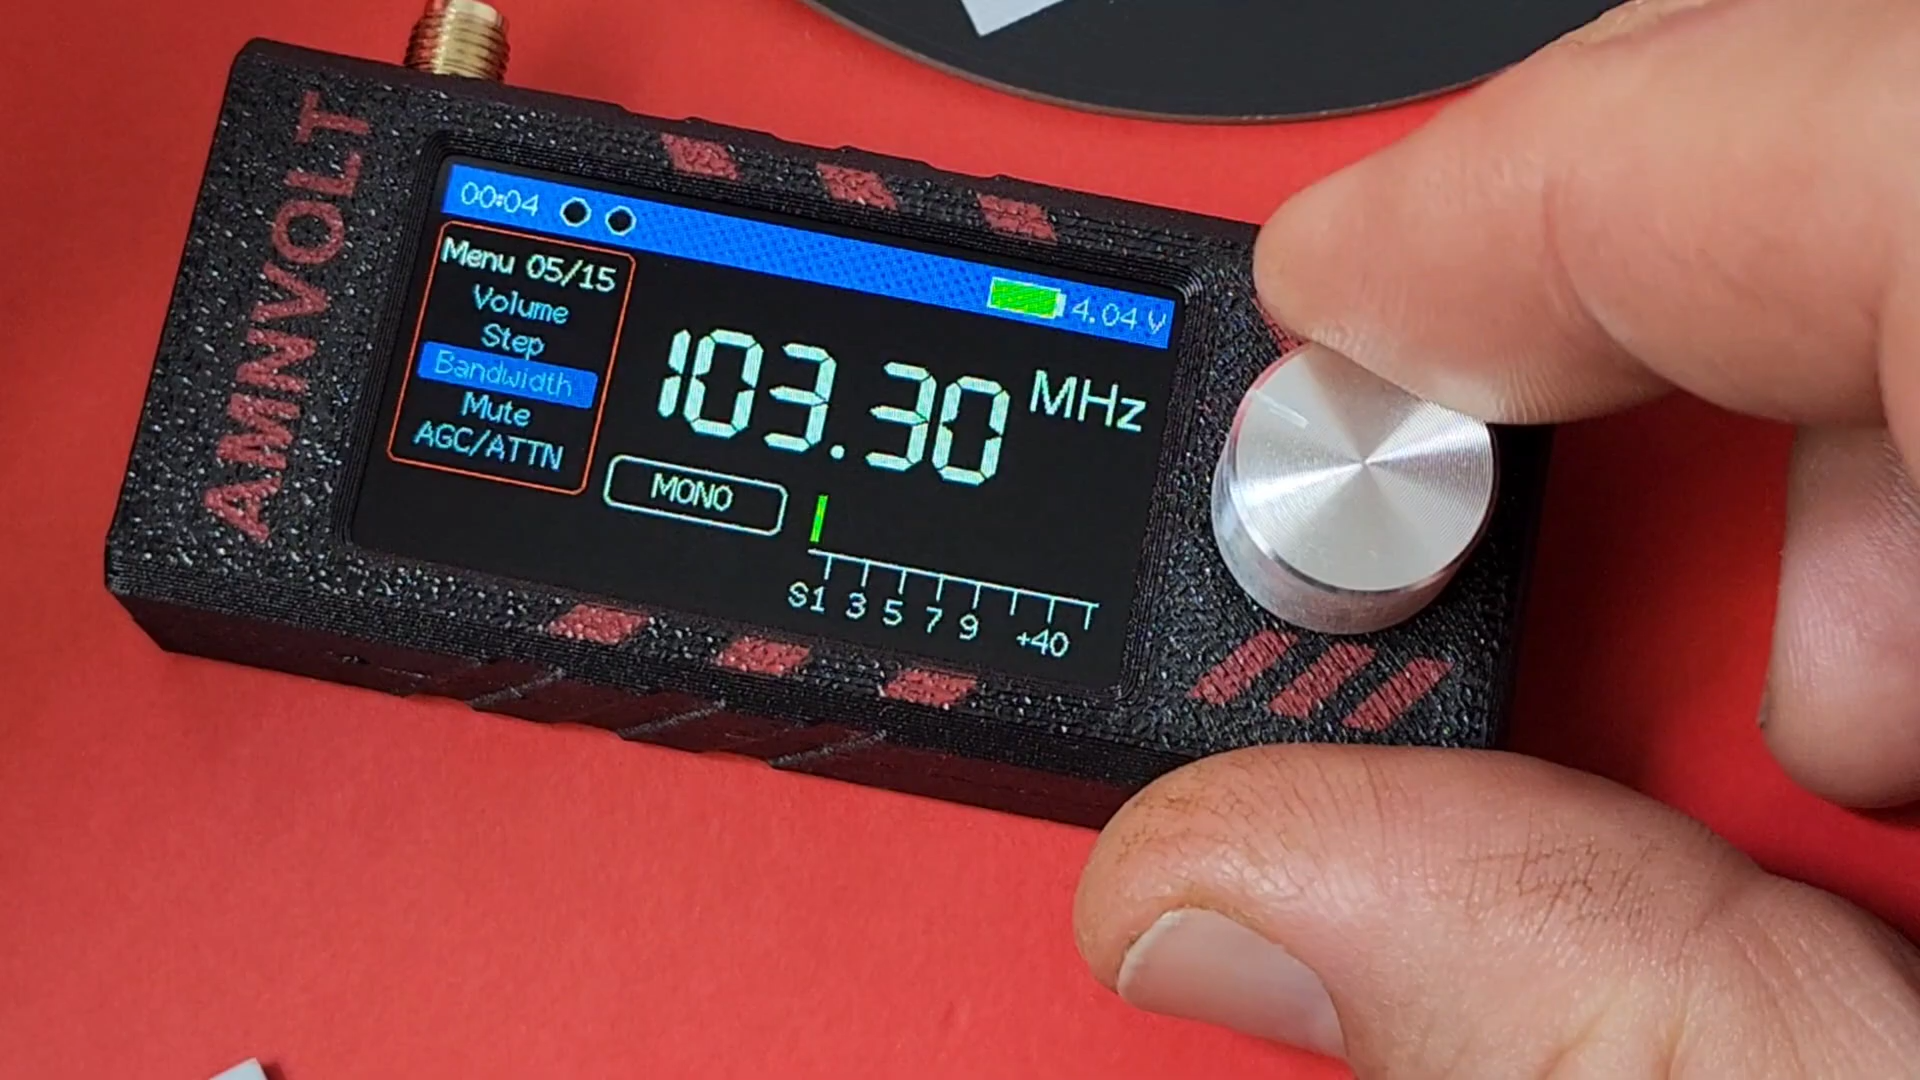 AMNVOLT
00:04
4.04 V
Menu 05/15
Volume
Step
Bandwidth
Mute
AGC/ATTN
103.30 MHz
MONO
S1 3 5 7 9 +40